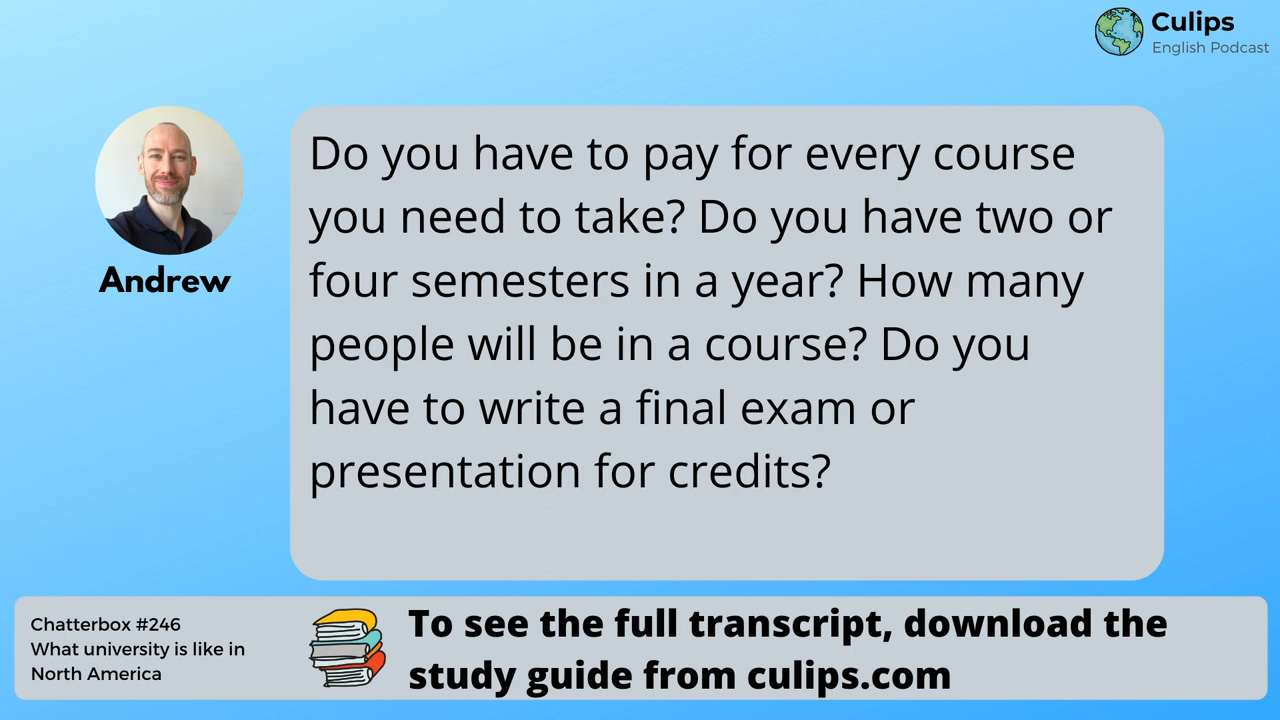 Culips
English Podcast
Do you have to pay for every course
you need to take? Do you have two or
four semesters in a year? How many
people will be in a course? Do you
have to write a final exam or
presentation for credits?
Andrew
Chatterbox #246
What university is like in
North America
To see the full transcript, download the
study guide from culips.com